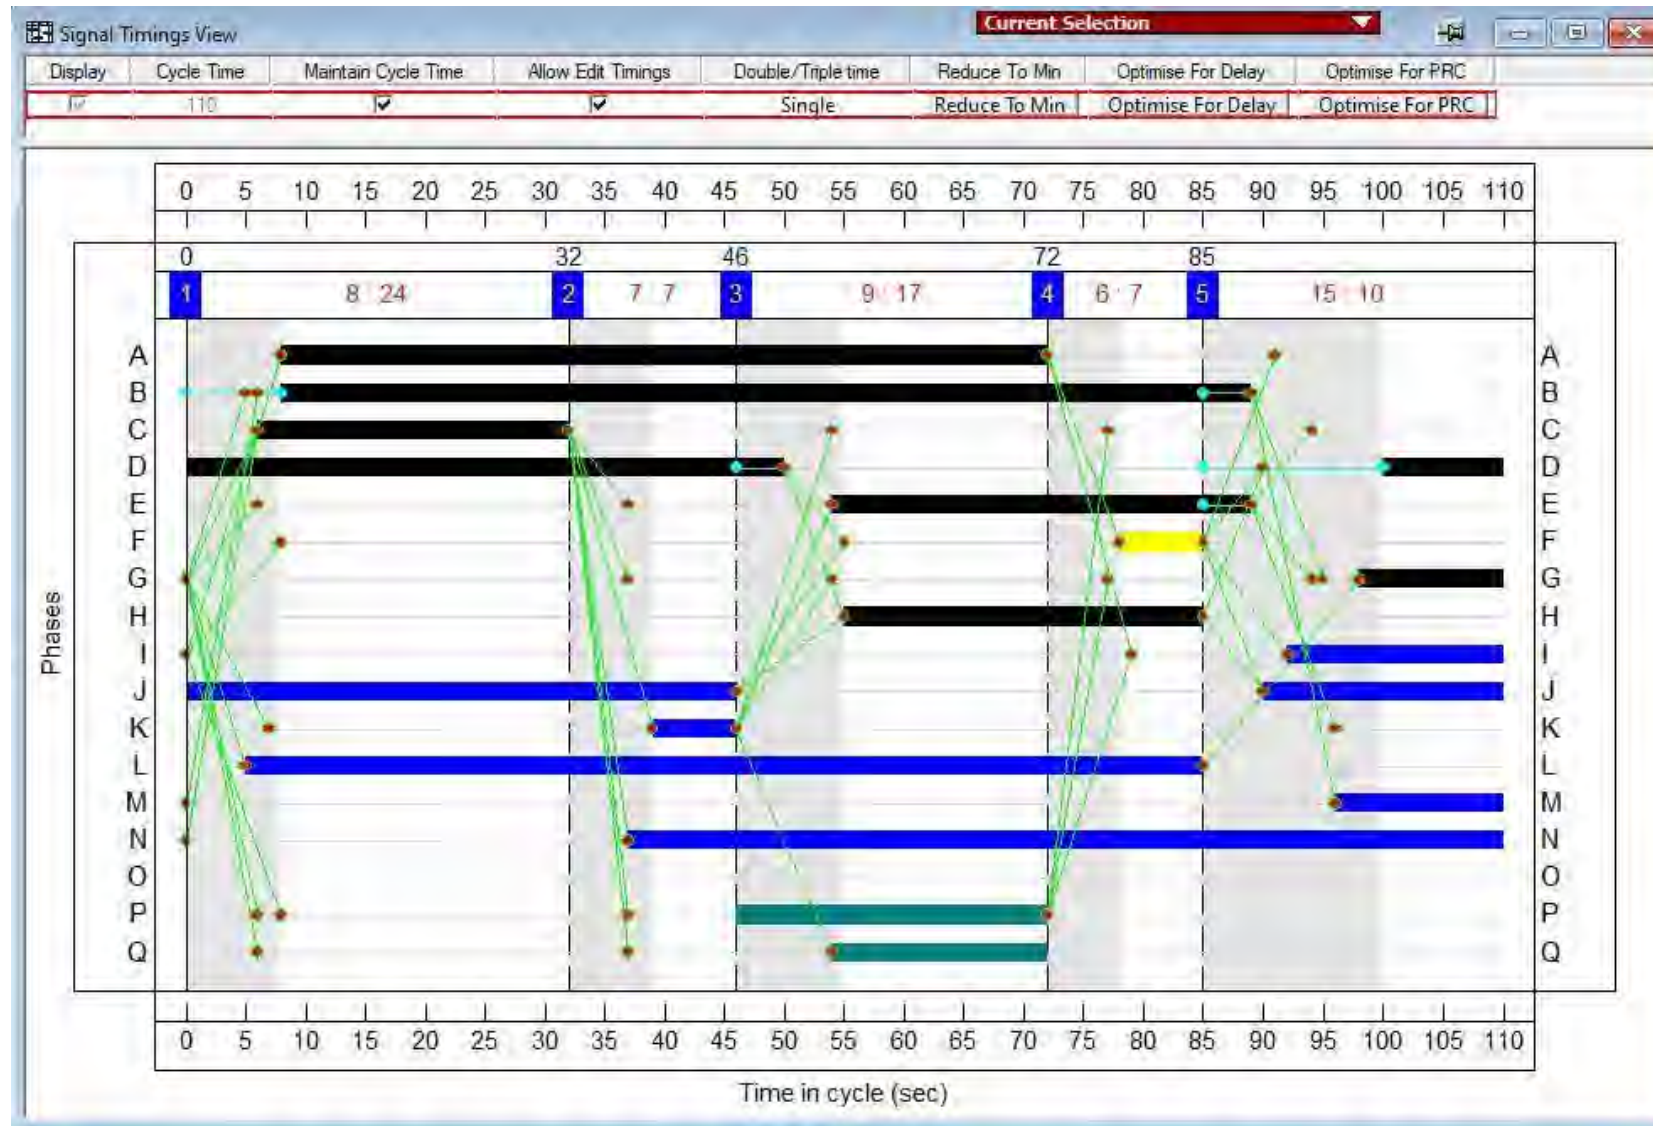 Signal Timings View
Current Selection
Display Cycle Time Maintain Cycle Time Allow Edit Timings Double/Triple time Reduce To Min Optimise For Delay Optimise For PRC
110 Single Reduce To Min Optimise For Delay Optimise For PRC
0 5 10 15 20 25 30 35 40 45 50 55 60 65 70 75 80 85 90 95 100 105 110
0 32 46 72 85
1 8 : 24 2 7 : 7 3 9 : 17 4 6 : 7 5 15 : 10
A A
B B
C C
D D
E E
F F
G G
H H
I I
J J
K K
L L
M M
N N
O O
P P
Q Q
Phases
0 5 10 15 20 25 30 35 40 45 50 55 60 65 70 75 80 85 90 95 100 105 110
Time in cycle (sec)